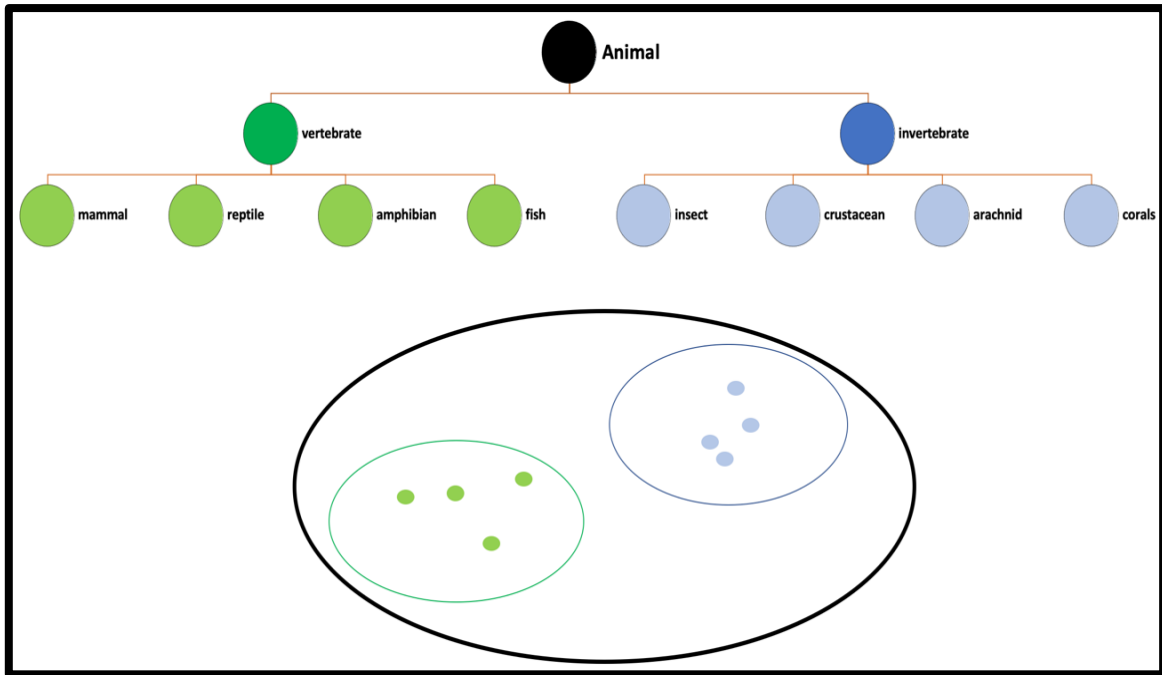 Animal
vertebrate
invertebrate
mammal
reptile
amphibian
fish
insect
crustacean
arachnid
corals